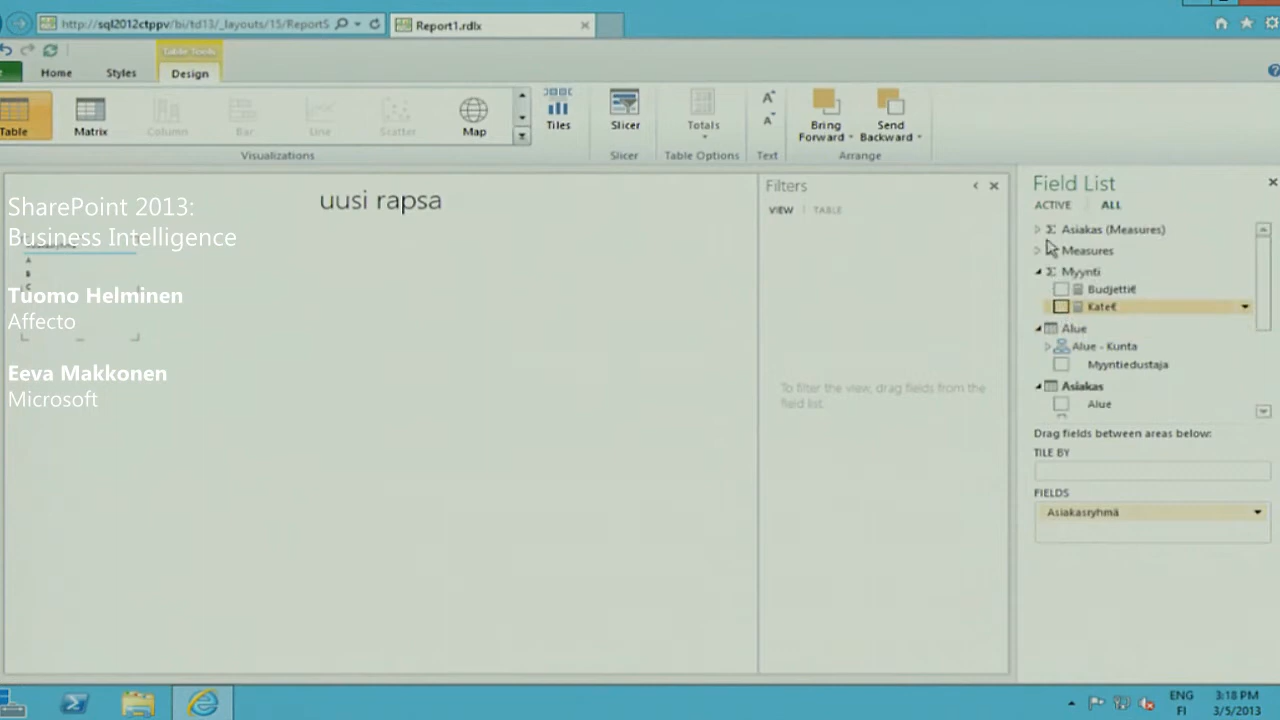 http://sql2012ctppv/bi/td13/_layouts/15/ReportS
Report1.rdlx
Table Tools
Home Styles Design
Table Matrix Column Bar Line Scatter Map
Tiles
Slicer
Totals
Bring Forward
Send Backward
Visualizations Slicer Table Options Text Arrange
uusi rapsa
SharePoint 2013:
Business Intelligence
A
B
C
Tuomo Helminen
Affecto
Eeva Makkonen
Microsoft
Filters
VIEW TABLE
To filter the view, drag fields from the
field list.
Field List
ACTIVE ALL
Σ Asiakas (Measures)
Measures
Σ Myynti
Budjetti€
Kate€
Alue
Alue - Kunta
Myyntiedustaja
Asiakas
Alue
Drag fields between areas below:
TILE BY
FIELDS
Asiakasryhmä
ENG
FI
3:18 PM
3/5/2013